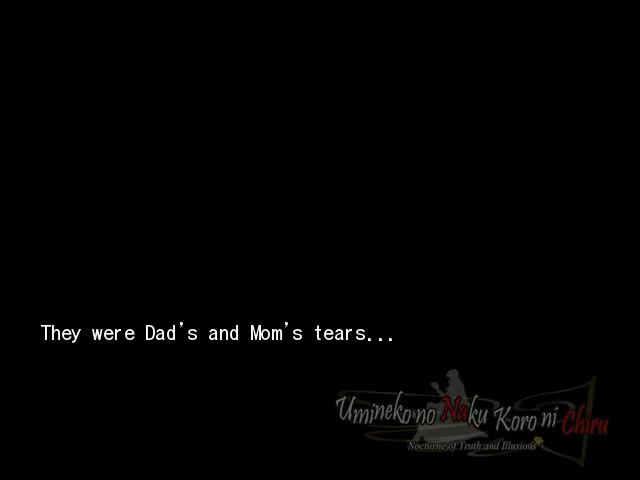 They were Dad's and Mom's tears...
Umineko no Naku Koro ni Chiru
Nocturne of Truth and Illusions